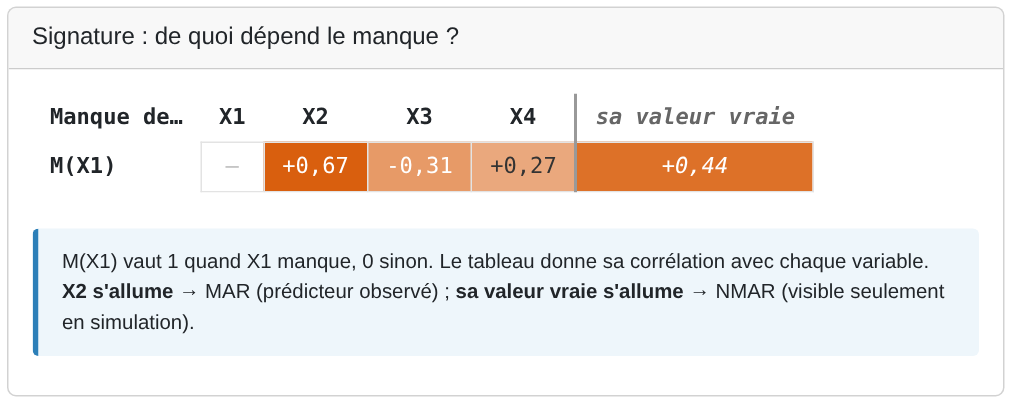 Signature : de quoi dépend le manque ?
Manque de… X1 X2 X3 X4 sa valeur vraie
M(X1) — +0,67 -0,31 +0,27 +0,44
M(X1) vaut 1 quand X1 manque, 0 sinon. Le tableau donne sa corrélation avec chaque variable.
X2 s'allume → MAR (prédicteur observé) ; sa valeur vraie s'allume → NMAR (visible seulement
en simulation).